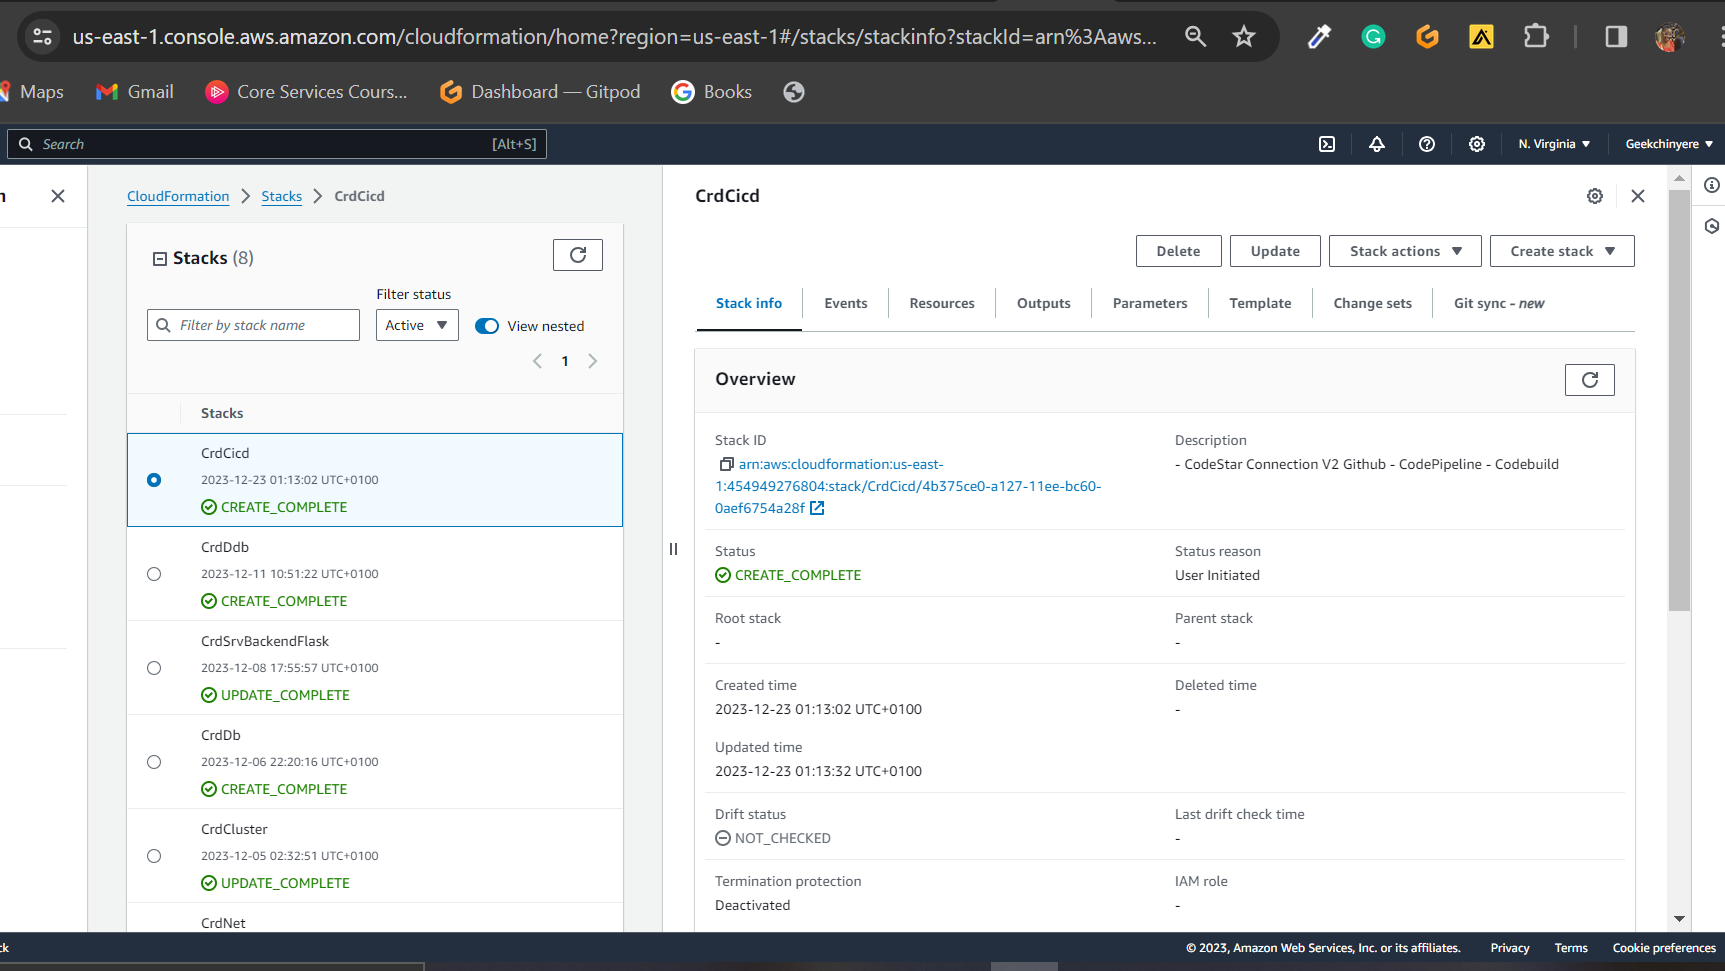 us-east-1.console.aws.amazon.com/cloudformation/home?region=us-east-1#/stacks/stackinfo?stackId=arn%3Aaws...
Maps
Gmail
Core Services Cours...
Dashboard — Gitpod
Books
Search
[Alt+S]
N. Virginia
Geekchinyere
CloudFormation
Stacks
CrdCicd
Stacks (8)
Filter status
Filter by stack name
Active
View nested
1
Stacks
CrdCicd
2023-12-23 01:13:02 UTC+0100
CREATE_COMPLETE
CrdDdb
2023-12-11 10:51:22 UTC+0100
CREATE_COMPLETE
CrdSrvBackendFlask
2023-12-08 17:55:57 UTC+0100
UPDATE_COMPLETE
CrdDb
2023-12-06 22:20:16 UTC+0100
CREATE_COMPLETE
CrdCluster
2023-12-05 02:32:51 UTC+0100
UPDATE_COMPLETE
CrdNet
CrdCicd
Delete
Update
Stack actions
Create stack
Stack info
Events
Resources
Outputs
Parameters
Template
Change sets
Git sync - new
Overview
Stack ID
arn:aws:cloudformation:us-east-
1:454949276804:stack/CrdCicd/4b375ce0-a127-11ee-bc60-
0aef6754a28f
Description
- CodeStar Connection V2 Github - CodePipeline - Codebuild
Status
CREATE_COMPLETE
Status reason
User Initiated
Root stack
-
Parent stack
-
Created time
2023-12-23 01:13:02 UTC+0100
Deleted time
-
Updated time
2023-12-23 01:13:32 UTC+0100
Drift status
NOT_CHECKED
Last drift check time
-
Termination protection
Deactivated
IAM role
-
© 2023, Amazon Web Services, Inc. or its affiliates.
Privacy
Terms
Cookie preferences